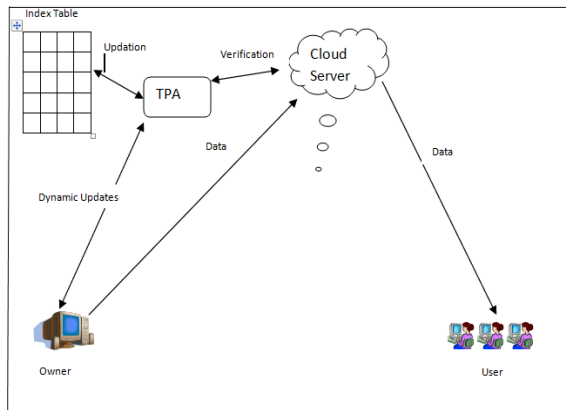 Index Table
Updation
Verification
Cloud
Server
TPA
Data
Data
Dynamic Updates
Owner
User